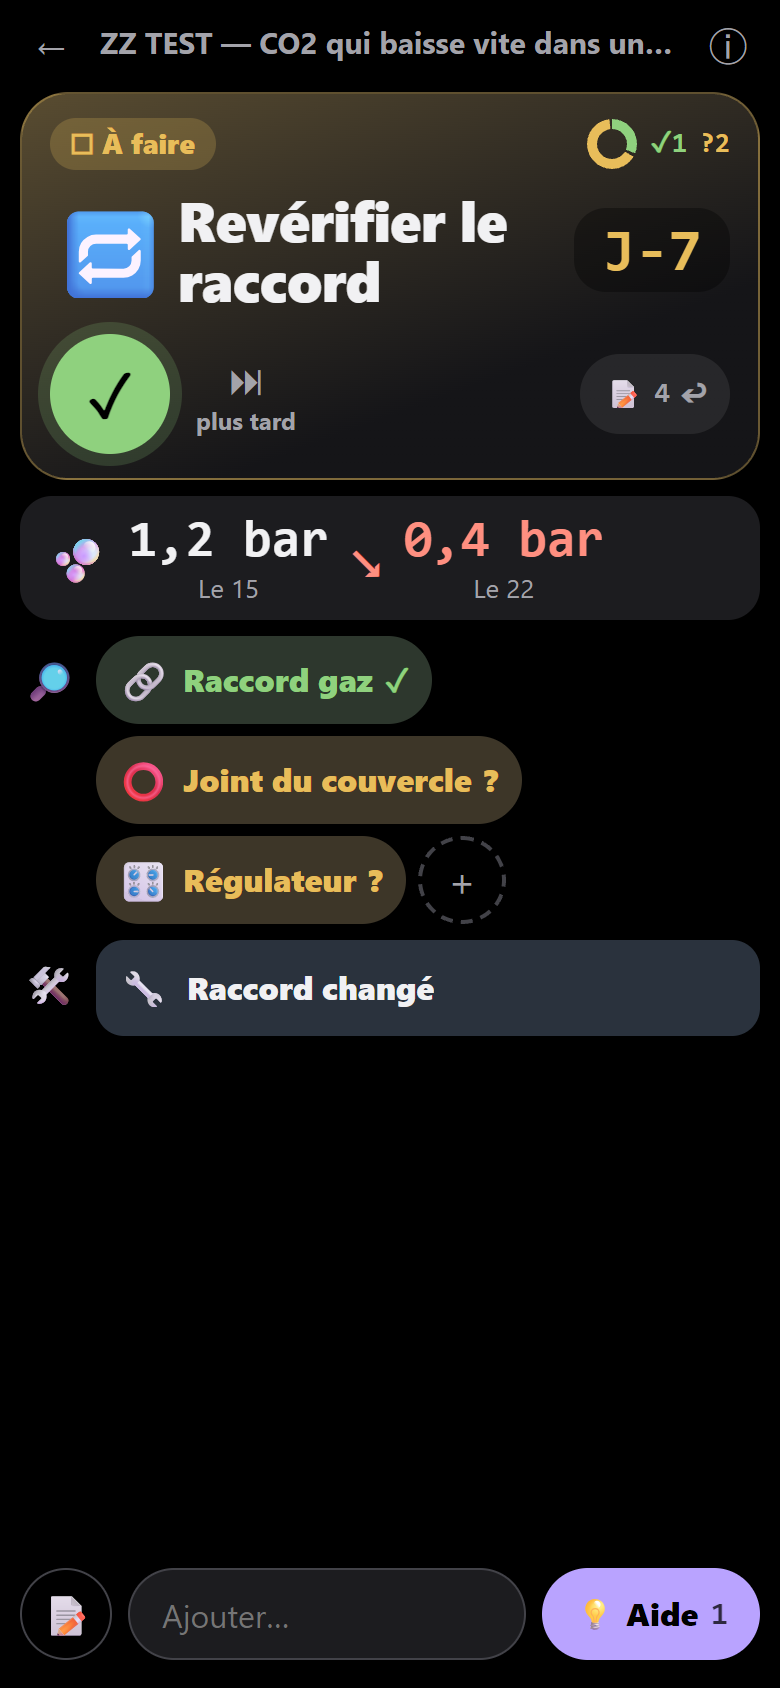 ← ZZ TEST — CO2 qui baisse vite dans un... ⓘ
☐ À faire
✓1 ?2
Revérifier le
raccord
J-7
✓
plus tard
4 ↩
1,2 bar ↘ 0,4 bar
Le 15 Le 22
Raccord gaz ✓
Joint du couvercle ?
Régulateur ?
+
Raccord changé
Ajouter...
Aide 1